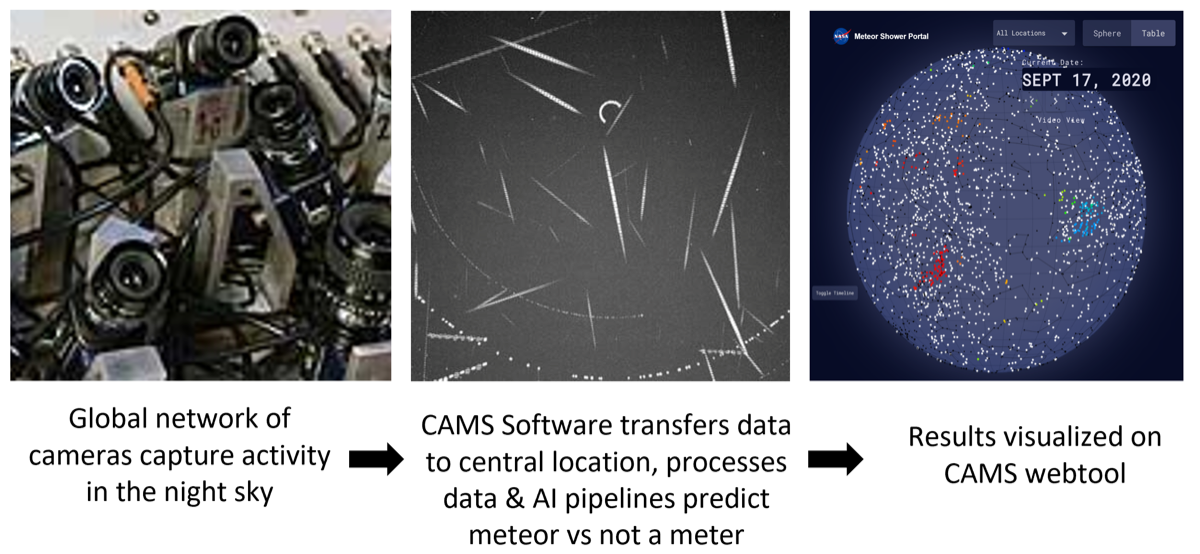 NASA
Meteor Shower Portal
All Locations
Sphere
Table
Current Date:
SEPT 17, 2020
Video View
Toggle Timeline
Global network of
cameras capture activity
in the night sky
CAMS Software transfers data
to central location, processes
data & AI pipelines predict
meteor vs not a meter
Results visualized on
CAMS webtool